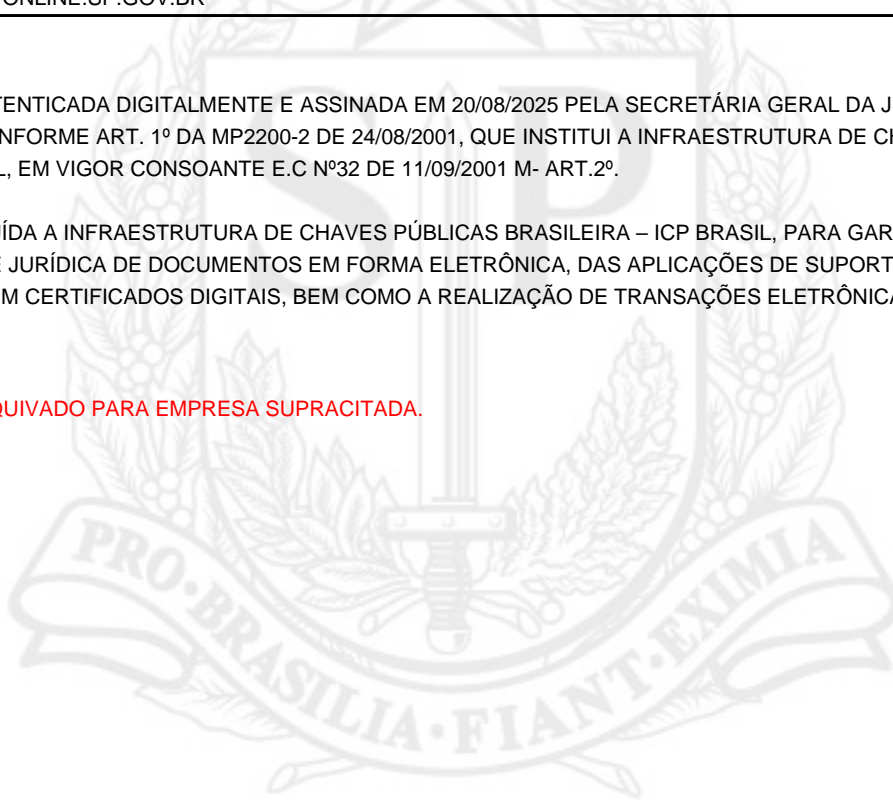 TENTICADA DIGITALMENTE E ASSINADA EM 20/08/2025 PELA SECRETÁRIA GERAL DA J
NFORME ART. 1º DA MP2200-2 DE 24/08/2001, QUE INSTITUI A INFRAESTRUTURA DE CH
L, EM VIGOR CONSOANTE E.C Nº32 DE 11/09/2001 M- ART.2º.
ÍDA A INFRAESTRUTURA DE CHAVES PÚBLICAS BRASILEIRA – ICP BRASIL, PARA GAR
E JURÍDICA DE DOCUMENTOS EM FORMA ELETRÔNICA, DAS APLICAÇÕES DE SUPORT
M CERTIFICADOS DIGITAIS, BEM COMO A REALIZAÇÃO DE TRANSAÇÕES ELETRÔNICA
QUIVADO PARA EMPRESA SUPRACITADA.
SP
PRO·BRASILIA·FIANT·EXIMIA